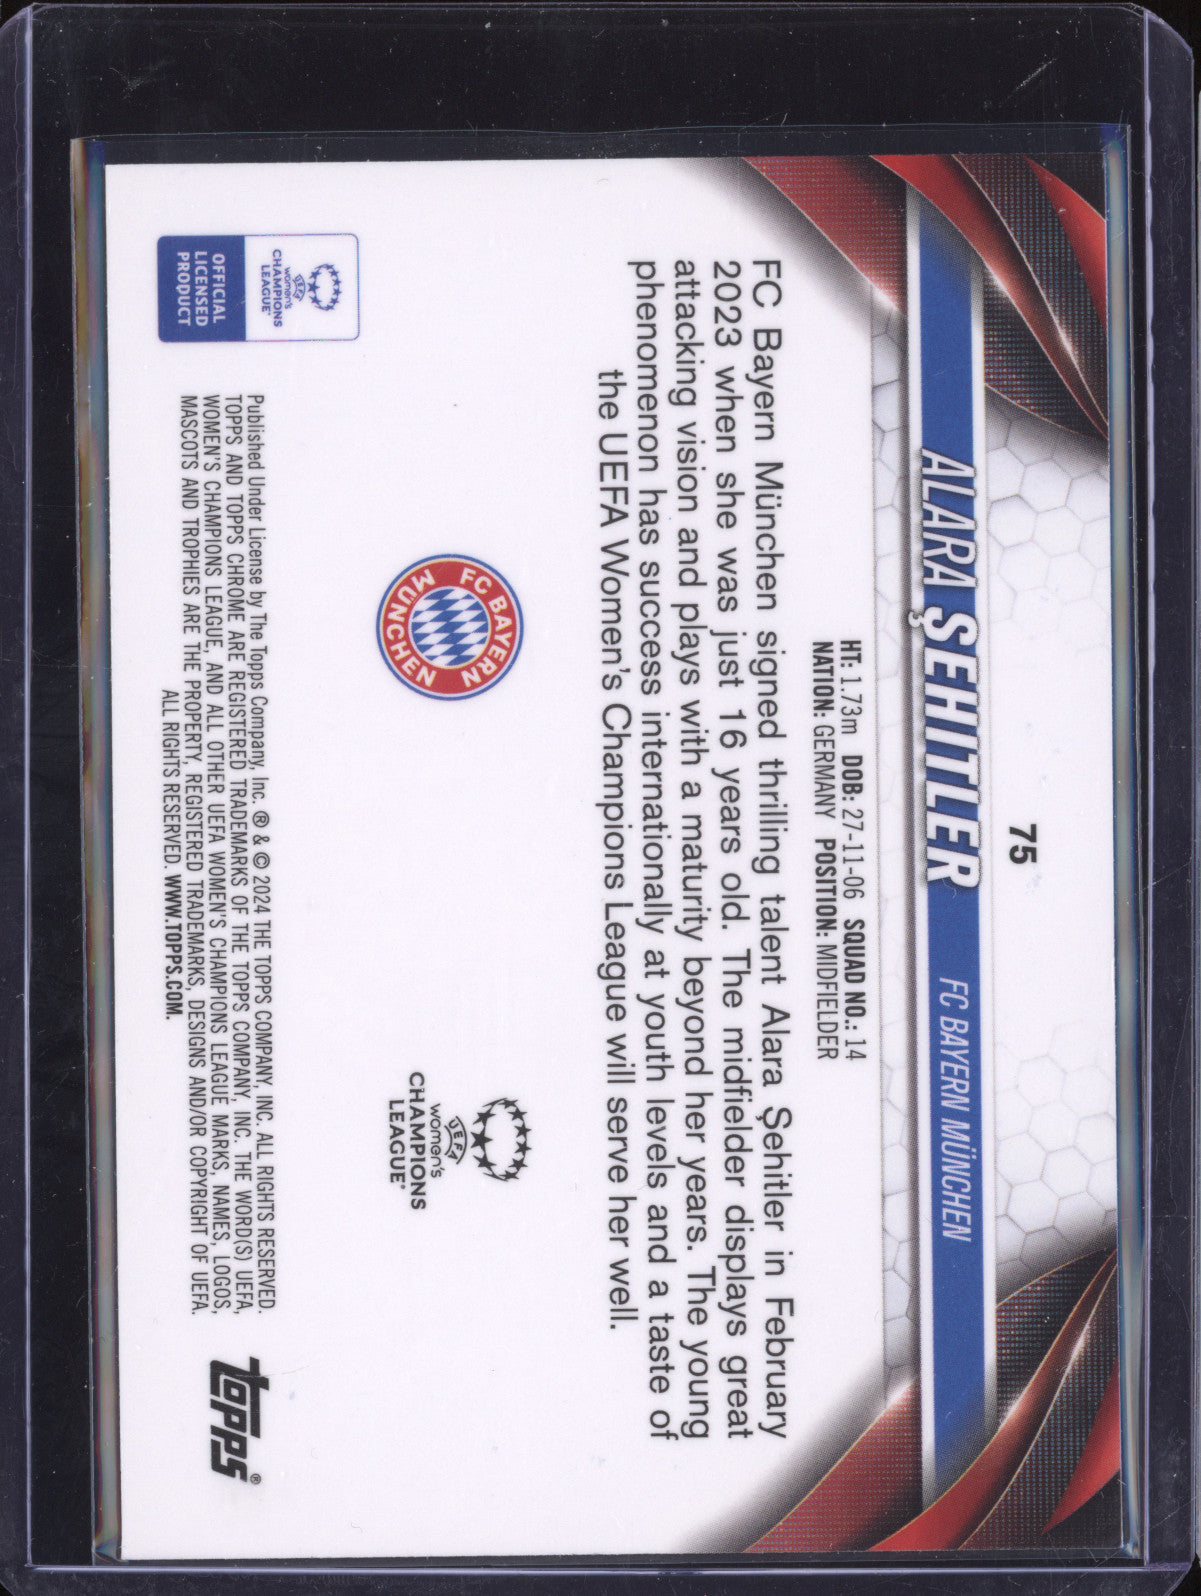 75
ALARA ŞEHITLER FC BAYERN MÜNCHEN
HT: 1.73m DOB: 27-11-06 SQUAD NO.: 14
NATION: GERMANY POSITION: MIDFIELDER
FC Bayern München signed thrilling talent Alara Şehitler in February
2023 when she was just 16 years old. The midfielder displays great
attacking vision and plays with a maturity beyond her years. The young
phenomenon has success internationally at youth levels and a taste of
the UEFA Women's Champions League will serve her well.
FC BAYERN
MÜNCHEN
UEFA
women's
CHAMPIONS
LEAGUE®
UEFA
women's
CHAMPIONS
LEAGUE®
OFFICIAL
LICENSED
PRODUCT
Published Under License by The Topps Company, Inc. ® & © 2024 THE TOPPS COMPANY, INC. ALL RIGHTS RESERVED.
TOPPS AND TOPPS CHROME ARE REGISTERED TRADEMARKS OF THE TOPPS COMPANY, INC. THE WORD(S) UEFA,
WOMEN'S CHAMPIONS LEAGUE, AND ALL OTHER UEFA WOMEN'S CHAMPIONS LEAGUE MARKS, NAMES, LOGOS,
MASCOTS AND TROPHIES ARE THE PROPERTY, REGISTERED TRADEMARKS, DESIGNS AND/OR COPYRIGHT OF UEFA.
ALL RIGHTS RESERVED. WWW.TOPPS.COM.
topps®